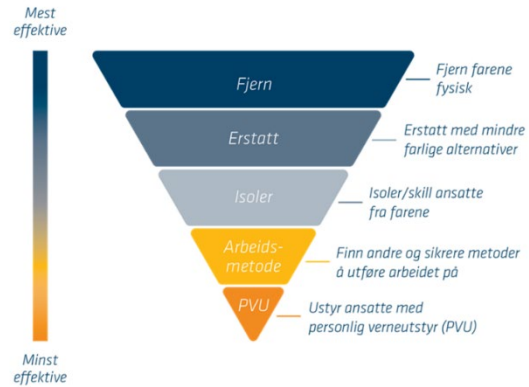 Mest
effektive
Fjern
Fjern farene
fysisk
Erstatt
Erstatt med mindre
farlige alternativer
Isoler
Isoler/skill ansatte
fra farene
Arbeids-
metode
Finn andre og sikrere metoder
å utføre arbeidet på
PVU
Ustyr ansatte med
personlig verneutstyr (PVU)
Minst
effektive